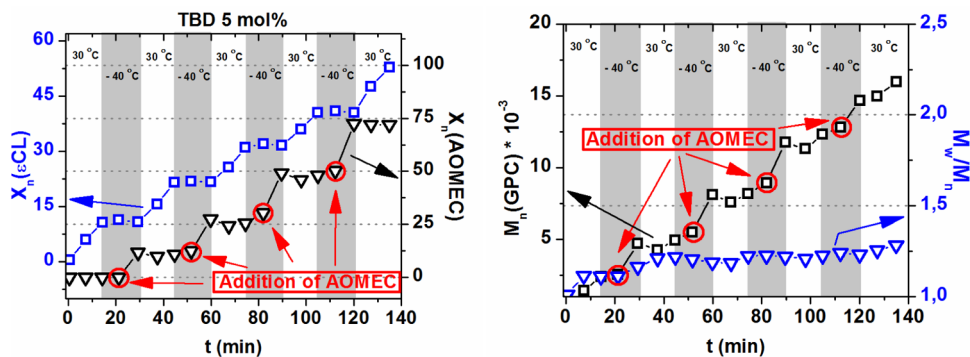 TBD 5 mol%
X_n(εCL)
60
45
30
15
0
30 °C
- 40 °C
30 °C
- 40 °C
30 °C
- 40 °C
30 °C
- 40 °C
30 °C
100
75
50
25
0
X_n(AOMEC)
Addition of AOMEC
0 20 40 60 80 100 120 140
t (min)
M_n(GPC) * 10⁻³
20
15
10
5
30 °C
- 40 °C
30 °C
- 40 °C
30 °C
- 40 °C
30 °C
- 40 °C
30 °C
2,5
2,0
1,5
1,0
M_w/M_n
Addition of AOMEC
0 20 40 60 80 100 120 140
t (min)